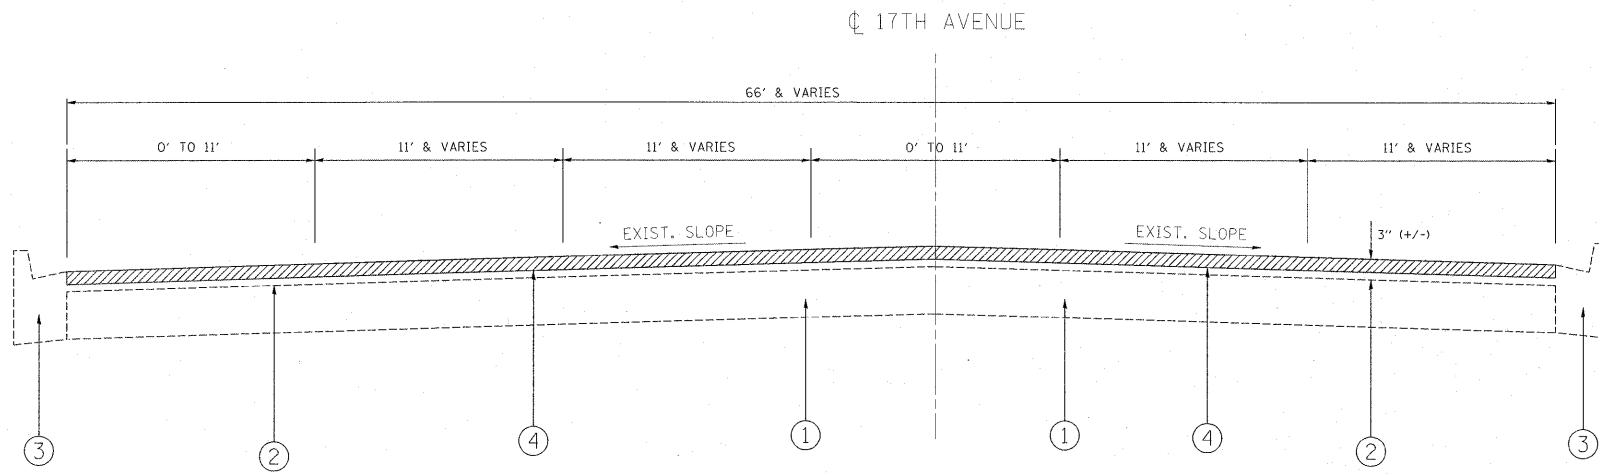 ℄ 17TH AVENUE
66' & VARIES
0' TO 11'
11' & VARIES
11' & VARIES
0' TO 11'
11' & VARIES
11' & VARIES
EXIST. SLOPE
EXIST. SLOPE
3" (+/-)
3
2
4
1
1
4
2
3